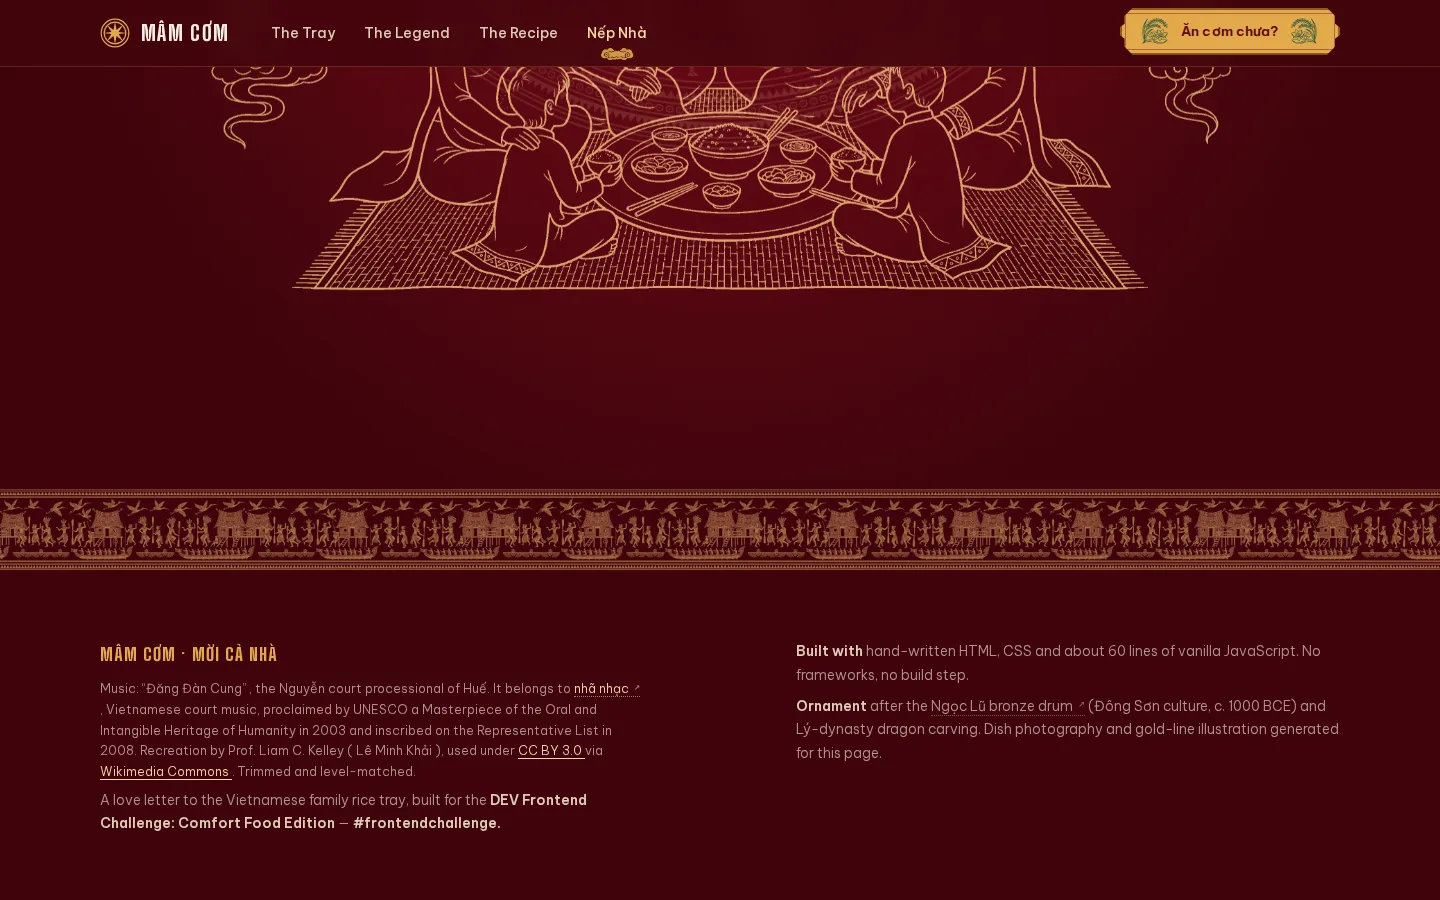 MÂM CƠM
The Tray
The Legend
The Recipe
Nếp Nhà
Ăn cơm chưa?
MÂM CƠM · MỜI CẢ NHÀ
Music: “Đăng Đàn Cung” , the Nguyễn court processional of Huế. It belongs to nhã nhạc ↗
, Vietnamese court music, proclaimed by UNESCO a Masterpiece of the Oral and
Intangible Heritage of Humanity in 2003 and inscribed on the Representative List in
2008. Recreation by Prof. Liam C. Kelley ( Lê Minh Khải ), used under CC BY 3.0 via
Wikimedia Commons . Trimmed and level-matched.
A love letter to the Vietnamese family rice tray, built for the DEV Frontend
Challenge: Comfort Food Edition — #frontendchallenge.
Built with hand-written HTML, CSS and about 60 lines of vanilla JavaScript. No
frameworks, no build step.
Ornament after the Ngọc Lũ bronze drum ↗ (Đông Sơn culture, c. 1000 BCE) and
Lý-dynasty dragon carving. Dish photography and gold-line illustration generated
for this page.